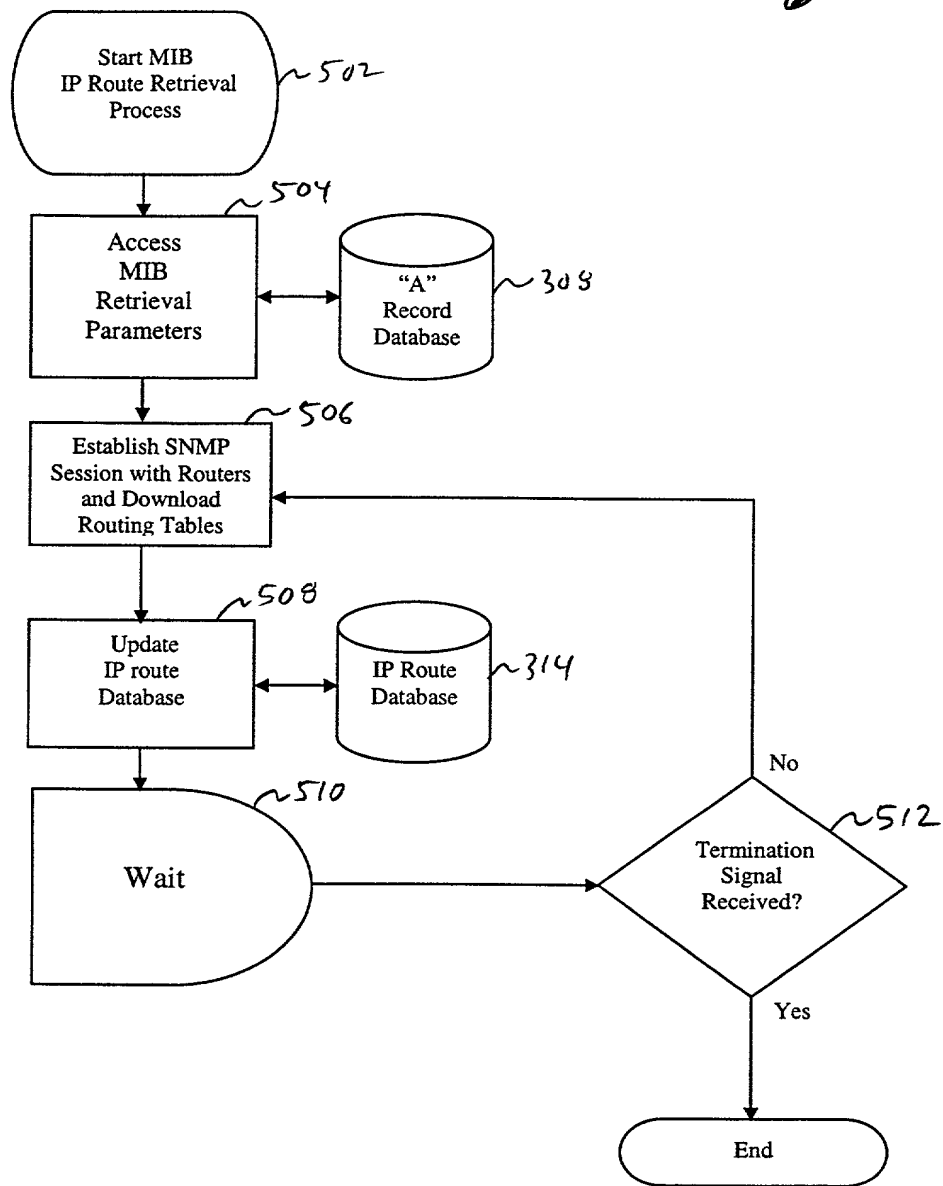 Start MIB
IP Route Retrieval
Process
502
504
Access
MIB
Retrieval
Parameters
"A"
Record
Database
308
506
Establish SNMP
Session with Routers
and Download
Routing Tables
508
Update
IP route
Database
IP Route
Database
314
510
Wait
No
512
Termination
Signal
Received?
Yes
End